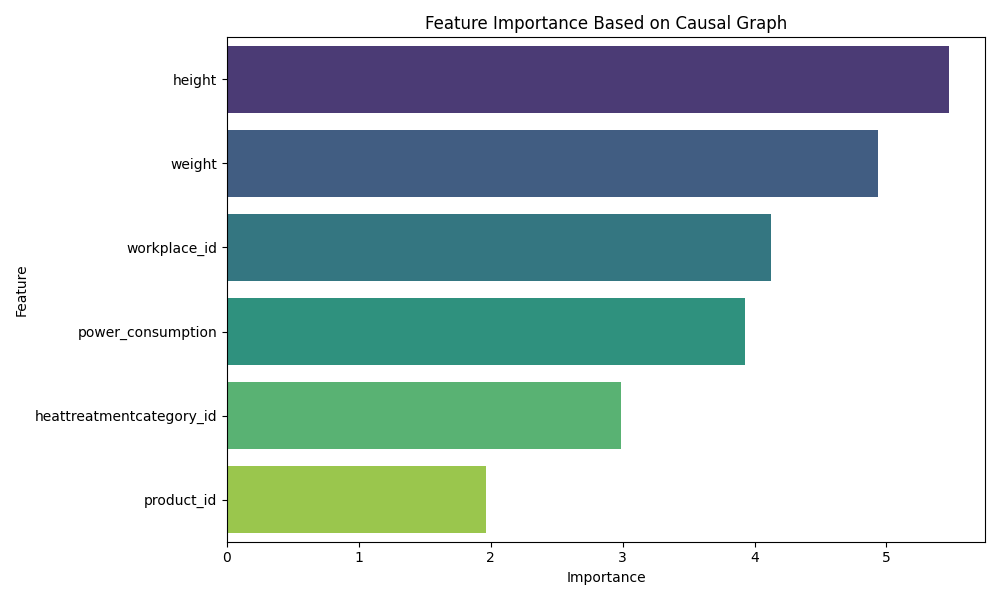 Feature Importance Based on Causal Graph
Feature
height
weight
workplace_id
power_consumption
heattreatmentcategory_id
product_id
0 1 2 3 4 5
Importance